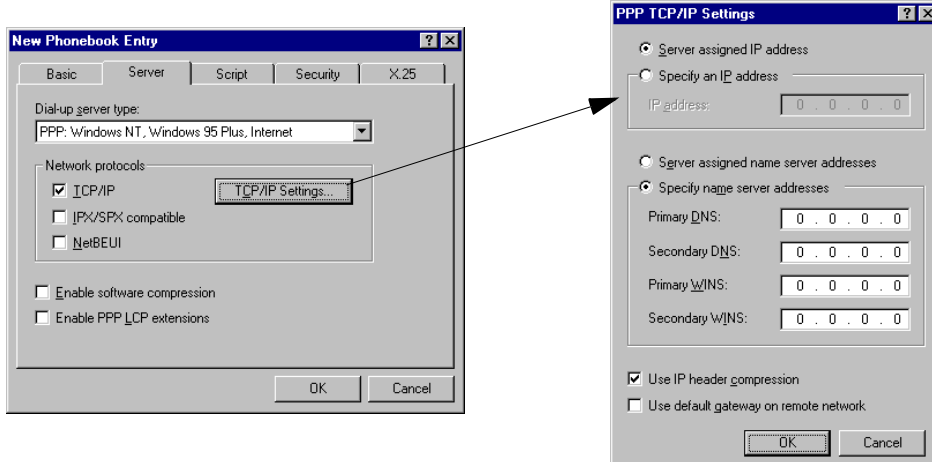 New Phonebook Entry
Basic Server Script Security X.25
Dial-up server type:
PPP: Windows NT, Windows 95 Plus, Internet
Network protocols
TCP/IP
TCP/IP Settings...
IPX/SPX compatible
NetBEUI
Enable software compression
Enable PPP LCP extensions
OK Cancel
PPP TCP/IP Settings
Server assigned IP address
Specify an IP address
IP address: 0 . 0 . 0 . 0
Server assigned name server addresses
Specify name server addresses
Primary DNS: 0 . 0 . 0 . 0
Secondary DNS: 0 . 0 . 0 . 0
Primary WINS: 0 . 0 . 0 . 0
Secondary WINS: 0 . 0 . 0 . 0
Use IP header compression
Use default gateway on remote network
OK Cancel